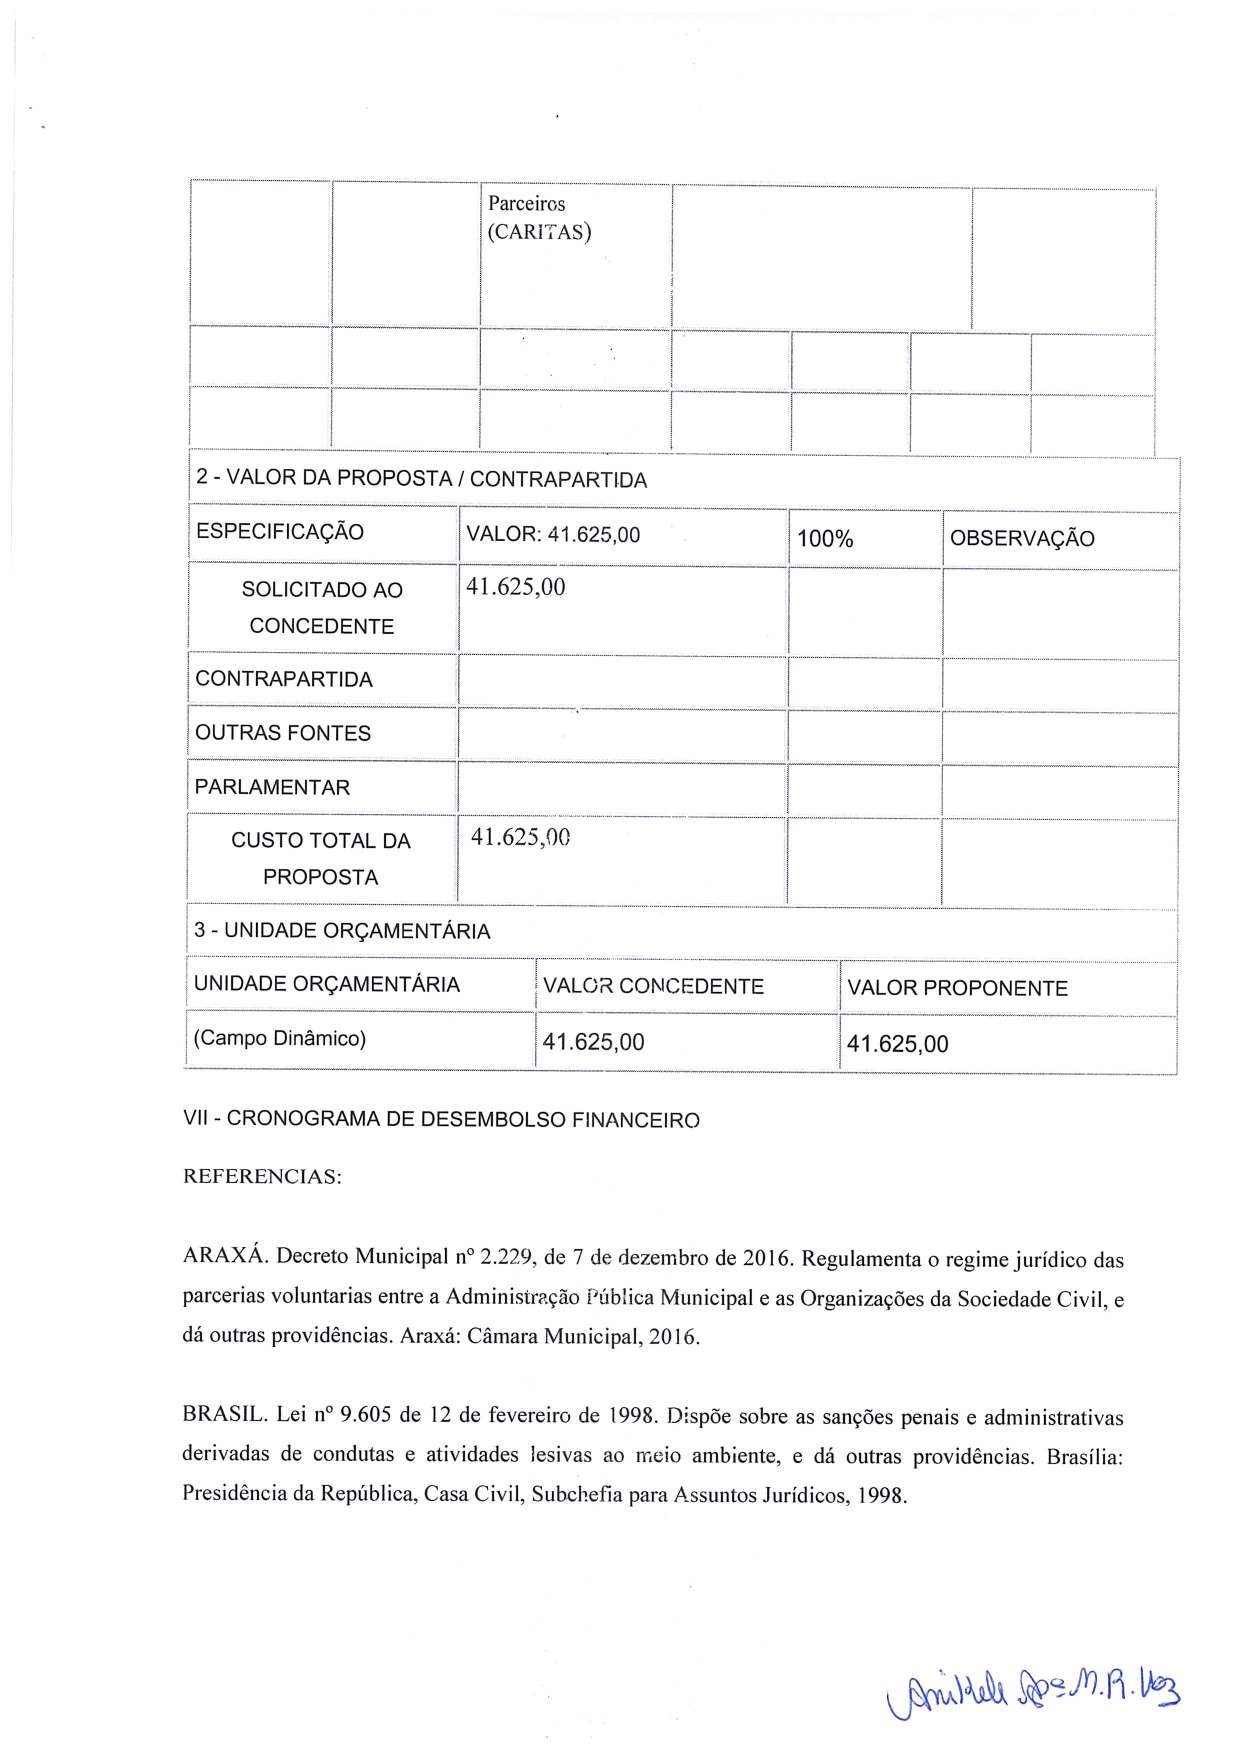 Parceiros
(CARITAS)
2 - VALOR DA PROPOSTA / CONTRAPARTIDA
ESPECIFICAÇÃO VALOR: 41.625,00 100% OBSERVAÇÃO
SOLICITADO AO 41.625,00
CONCEDENTE
CONTRAPARTIDA
OUTRAS FONTES
PARLAMENTAR
CUSTO TOTAL DA 41.625,00
PROPOSTA
3 - UNIDADE ORÇAMENTÁRIA
UNIDADE ORÇAMENTÁRIA VALOR CONCEDENTE VALOR PROPONENTE
(Campo Dinâmico) 41.625,00 41.625,00
VII - CRONOGRAMA DE DESEMBOLSO FINANCEIRO
REFERENCIAS:
ARAXÁ. Decreto Municipal nº 2.229, de 7 de dezembro de 2016. Regulamenta o regime jurídico das
parcerias voluntarias entre a Administração Pública Municipal e as Organizações da Sociedade Civil, e
dá outras providências. Araxá: Câmara Municipal, 2016.
BRASIL. Lei nº 9.605 de 12 de fevereiro de 1998. Dispõe sobre as sanções penais e administrativas
derivadas de condutas e atividades lesivas ao meio ambiente, e dá outras providências. Brasília:
Presidência da República, Casa Civil, Subchefia para Assuntos Jurídicos, 1998.
M.R.